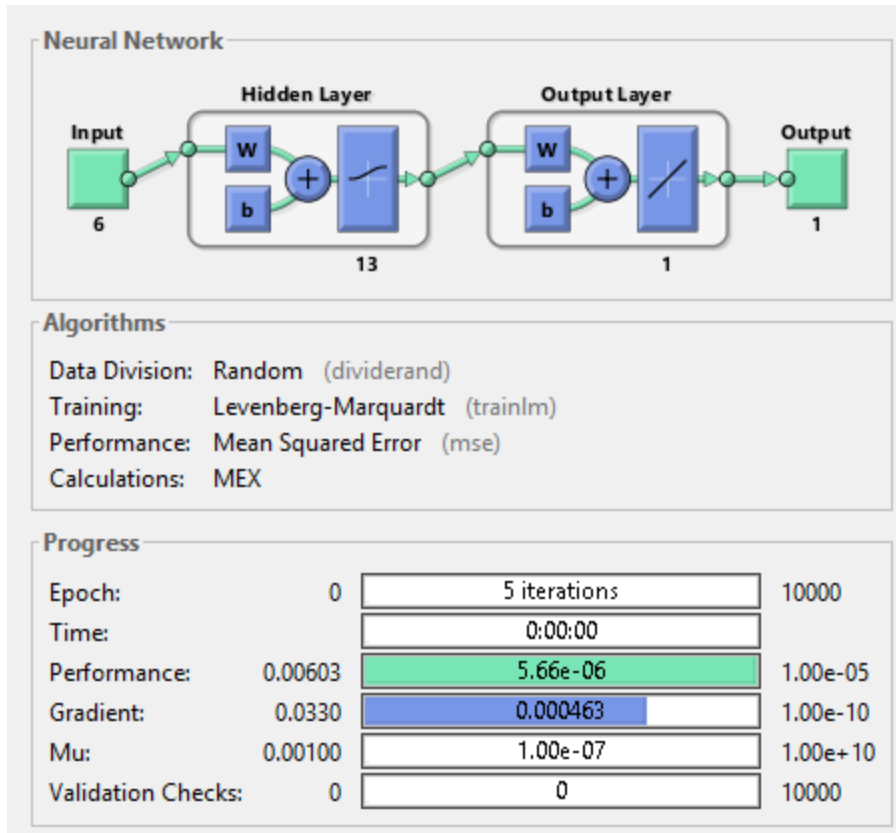 Neural Network
Hidden Layer Output Layer
Input Output
W W
b b
6 1
13 1
Algorithms
Data Division: Random (dividerand)
Training: Levenberg-Marquardt (trainlm)
Performance: Mean Squared Error (mse)
Calculations: MEX
Progress
Epoch: 0 5 iterations 10000
Time: 0:00:00
Performance: 0.00603 5.66e-06 1.00e-05
Gradient: 0.0330 0.000463 1.00e-10
Mu: 0.00100 1.00e-07 1.00e+10
Validation Checks: 0 0 10000